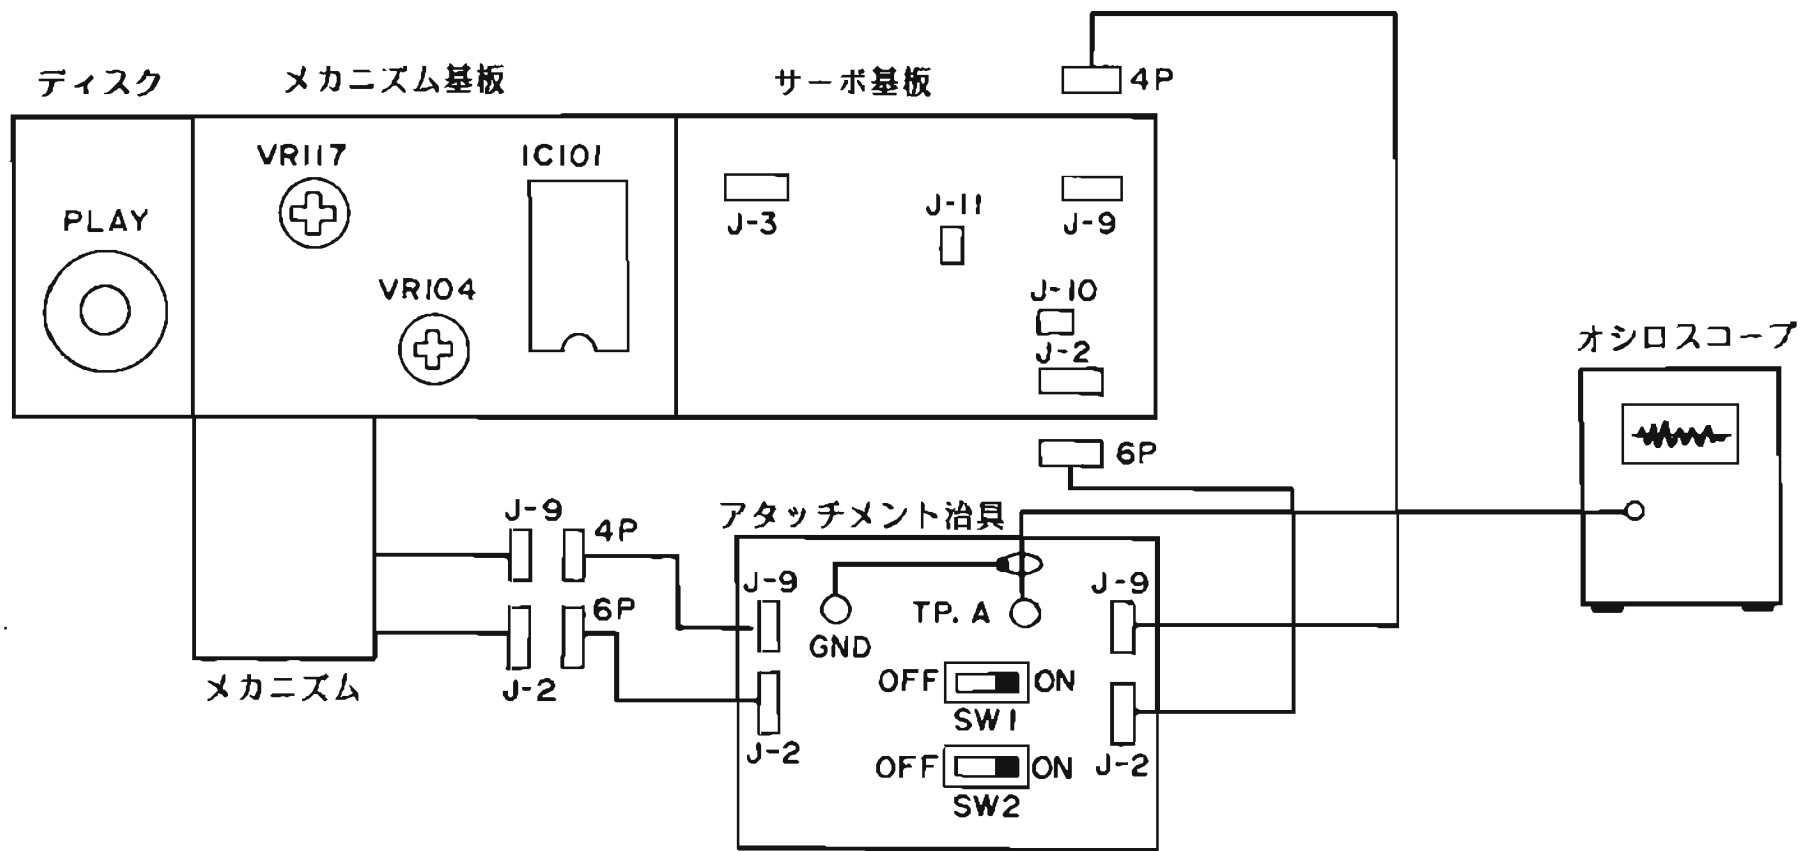 4P
ディスク
メカニズム基板
サーボ基板
VR117
IC101
PLAY
J-3
J-11
J-9
VR104
J-10
J-2
オシロスコープ
6P
J-9
4P
アタッチメント治具
J-9
TP. A
J-9
6P
GND
OFF
ON
SW1
メカニズム
J-2
J-2
OFF
ON
J-2
SW2